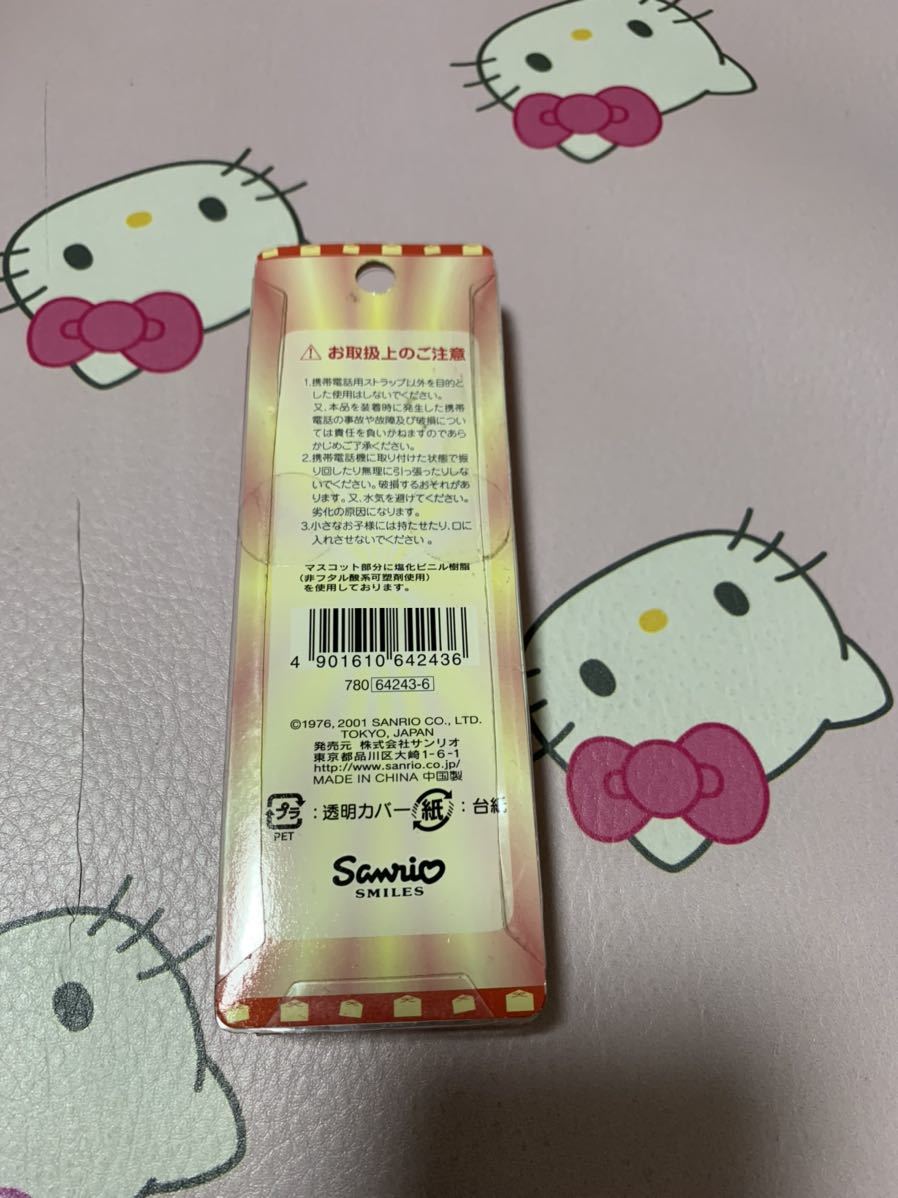 お取扱上のご注意
1.携帯電話用ストラップ以外を目的と
した使用はしないでください。
又、本品を装着時に発生した携帯
電話の事故や故障及び破損につい
ては責任を負いかねますのであら
かじめご了承ください。
2.携帯電話機に取り付けた状態で振
り回したり無理に引っ張ったりしな
いでください。破損するおそれがあ
ります。又、水気を避けてください。
劣化の原因になります。
3.小さなお子様には持たせたり、口に
入れさせないでください。
マスコット部分に塩化ビニル樹脂
(非フタル酸系可塑剤使用)
を使用しております。
4 901610 642436
780 64243-6
©1976, 2001 SANRIO CO., LTD.
TOKYO, JAPAN
発売元 株式会社サンリオ
東京都品川区大崎1-6-1
http://www.sanrio.co.jp/
MADE IN CHINA 中国製
プラ :透明カバー 紙 :台紙
PET
Sanrio
SMILES